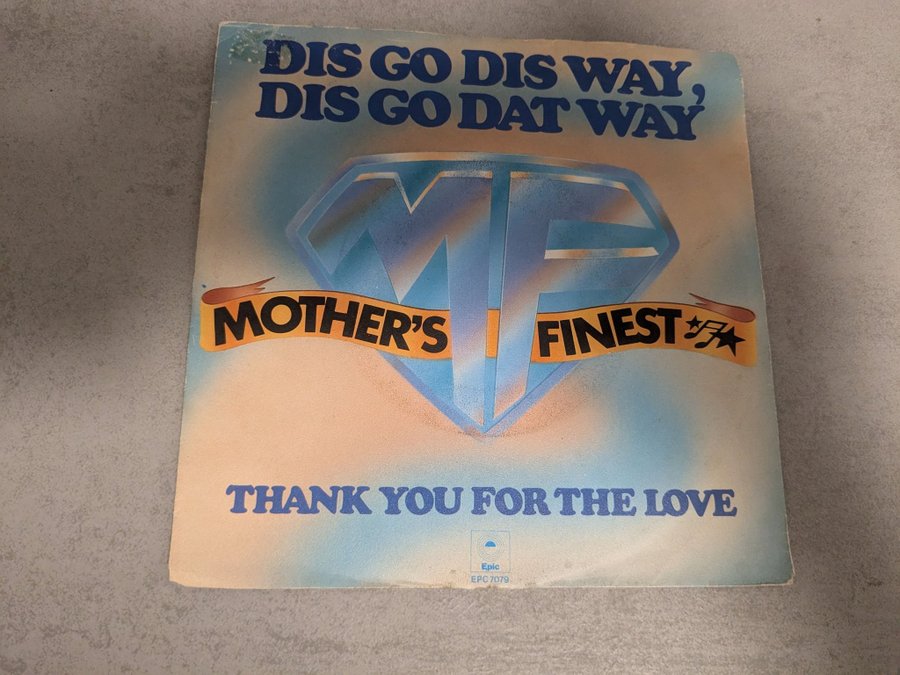 DIS GO DIS WAY,
DIS GO DAT WAY
MF
MOTHER'S FINEST
THANK YOU FOR THE LOVE
Epic
EPC 7079